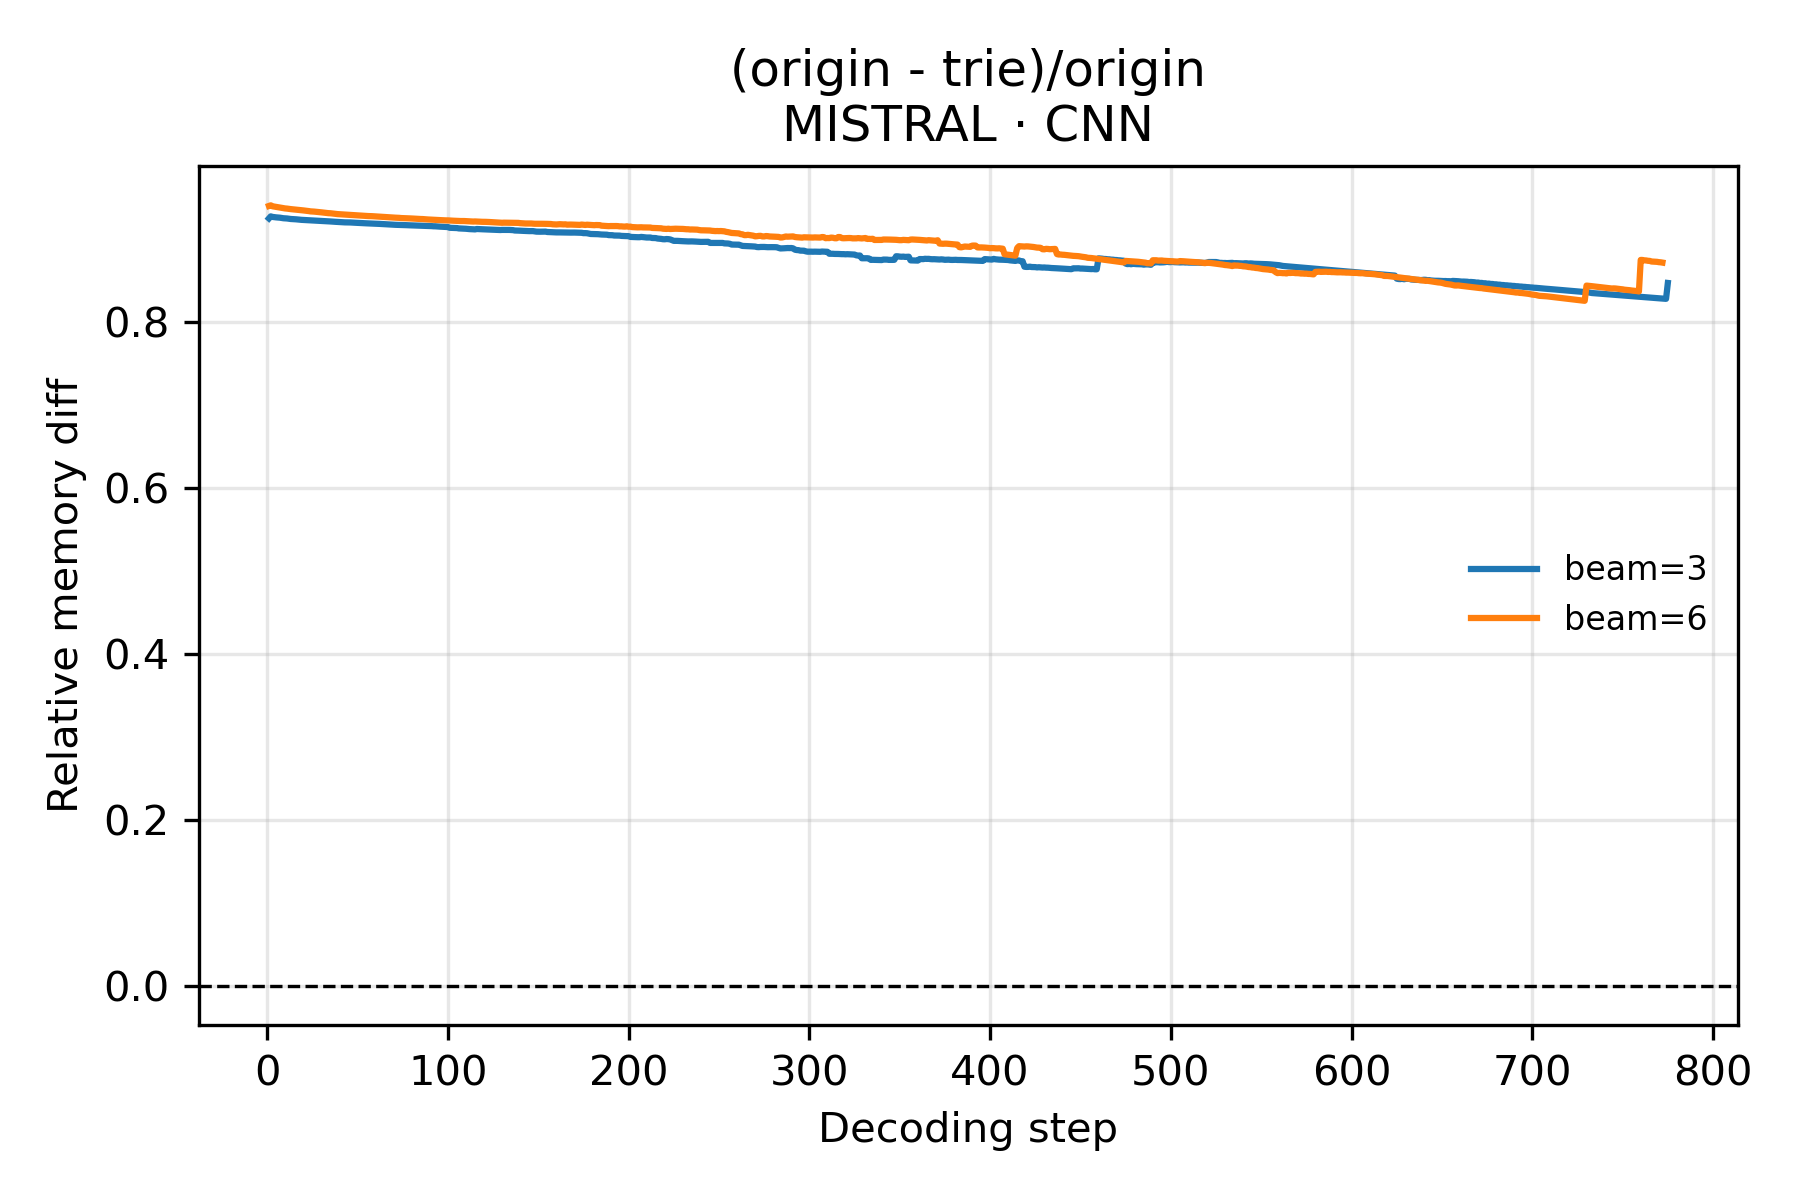 (origin - trie)/origin
MISTRAL · CNN
Relative memory diff
0.8
0.6
0.4
0.2
0.0
beam=3
beam=6
0 100 200 300 400 500 600 700 800
Decoding step